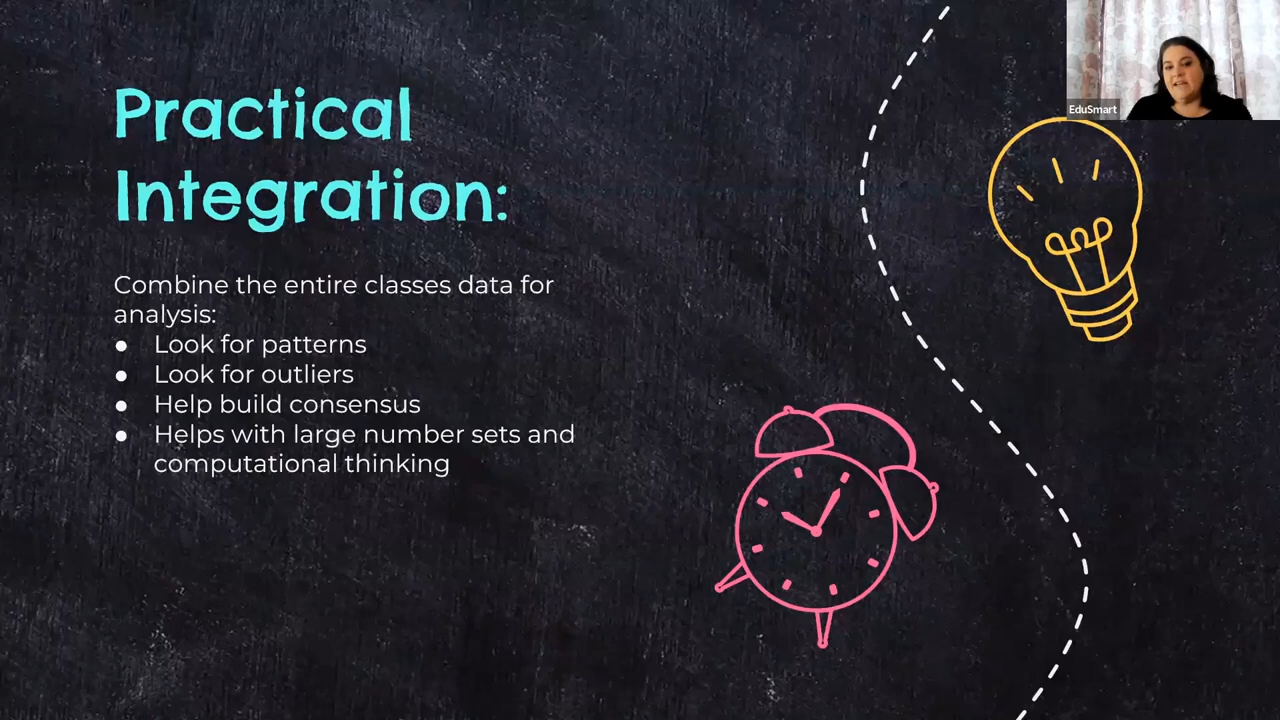 Practical
Integration:
Combine the entire classes data for
analysis:
● Look for patterns
● Look for outliers
● Help build consensus
● Helps with large number sets and
computational thinking
EduSmart